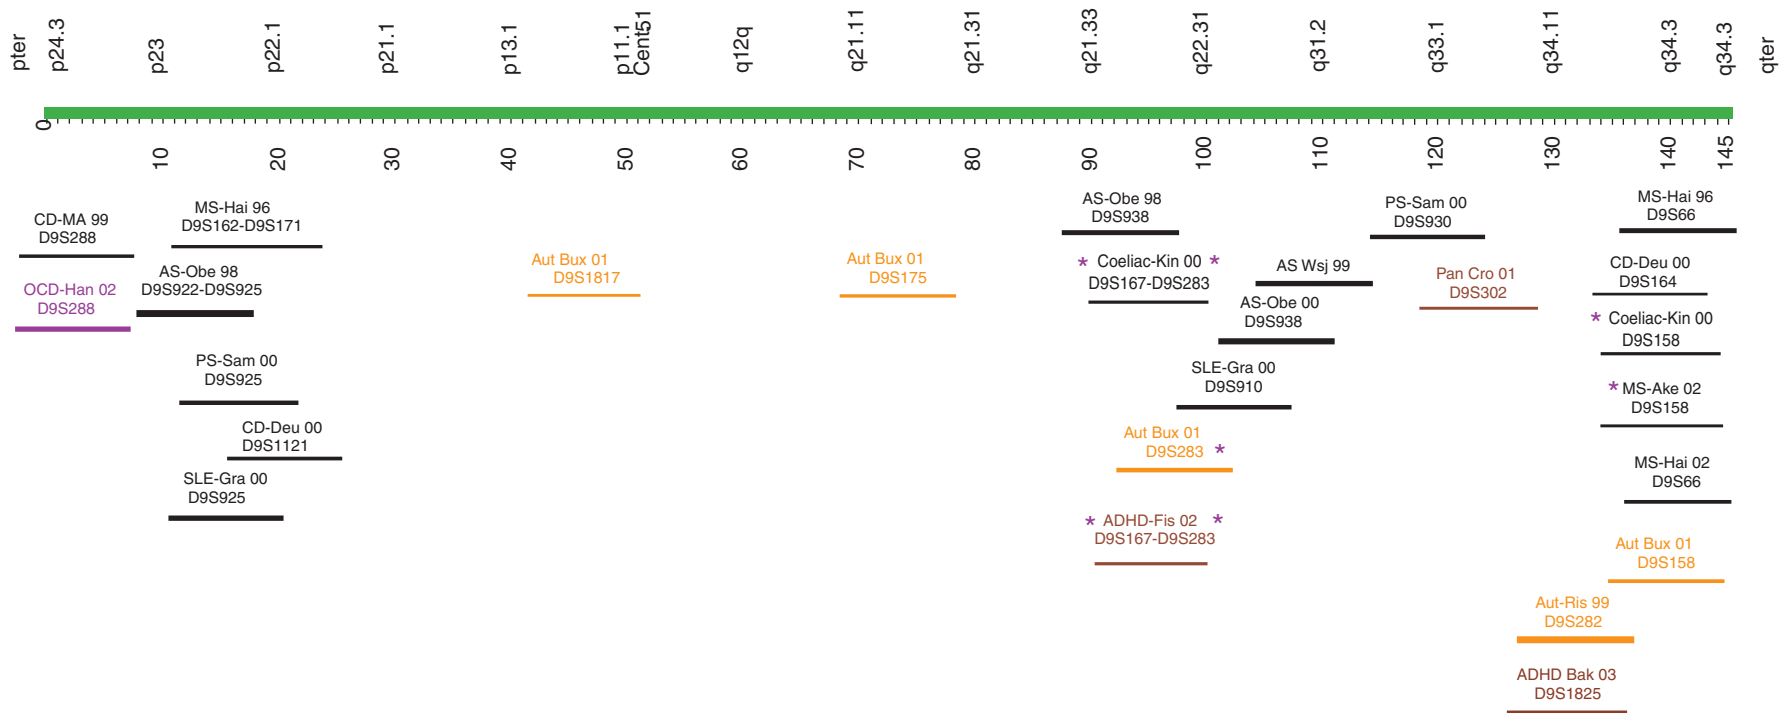 pter
p24.3
p23
p22.1
p21.1
p13.1
p11.1
Cent51
q12q
q21.11
q21.31
q21.33
q22.31
q31.2
q33.1
q34.11
q34.3
q34.3
qter
0
10
20
30
40
50
60
70
80
90
100
110
120
130
140
145
CD-MA 99
D9S288
OCD-Han 02
D9S288
MS-Hai 96
D9S162-D9S171
AS-Obe 98
D9S922-D9S925
PS-Sam 00
D9S925
CD-Deu 00
D9S1121
SLE-Gra 00
D9S925
Aut Bux 01
D9S1817
Aut Bux 01
D9S175
AS-Obe 98
D9S938
* Coeliac-Kin 00 *
D9S167-D9S283
AS Wsj 99
AS-Obe 00
D9S938
SLE-Gra 00
D9S910
Aut Bux 01
D9S283 *
* ADHD-Fis 02 *
D9S167-D9S283
PS-Sam 00
D9S930
Pan Cro 01
D9S302
MS-Hai 96
D9S66
CD-Deu 00
D9S164
* Coeliac-Kin 00
D9S158
* MS-Ake 02
D9S158
MS-Hai 02
D9S66
Aut Bux 01
D9S158
Aut-Ris 99
D9S282
ADHD Bak 03
D9S1825